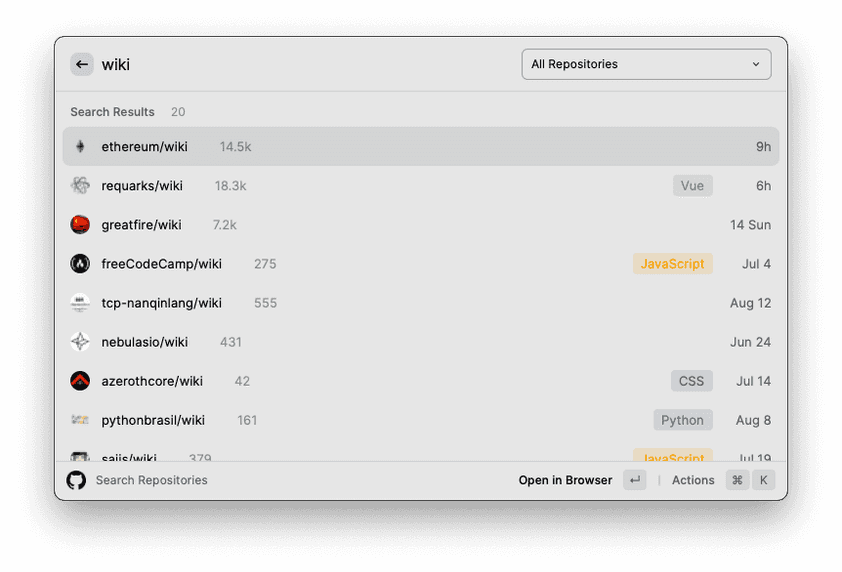 wiki All Repositories
Search Results 20
ethereum/wiki 14.5k 9h
requarks/wiki 18.3k Vue 6h
greatfire/wiki 7.2k 14 Sun
freeCodeCamp/wiki 275 JavaScript Jul 4
tcp-nanqinlang/wiki 555 Aug 12
nebulasio/wiki 431 Jun 24
azerothcore/wiki 42 CSS Jul 14
pythonbrasil/wiki 161 Python Aug 8
/wiki 379 JavaScript Jul 19
Search Repositories Open in Browser ↵ | Actions ⌘ K